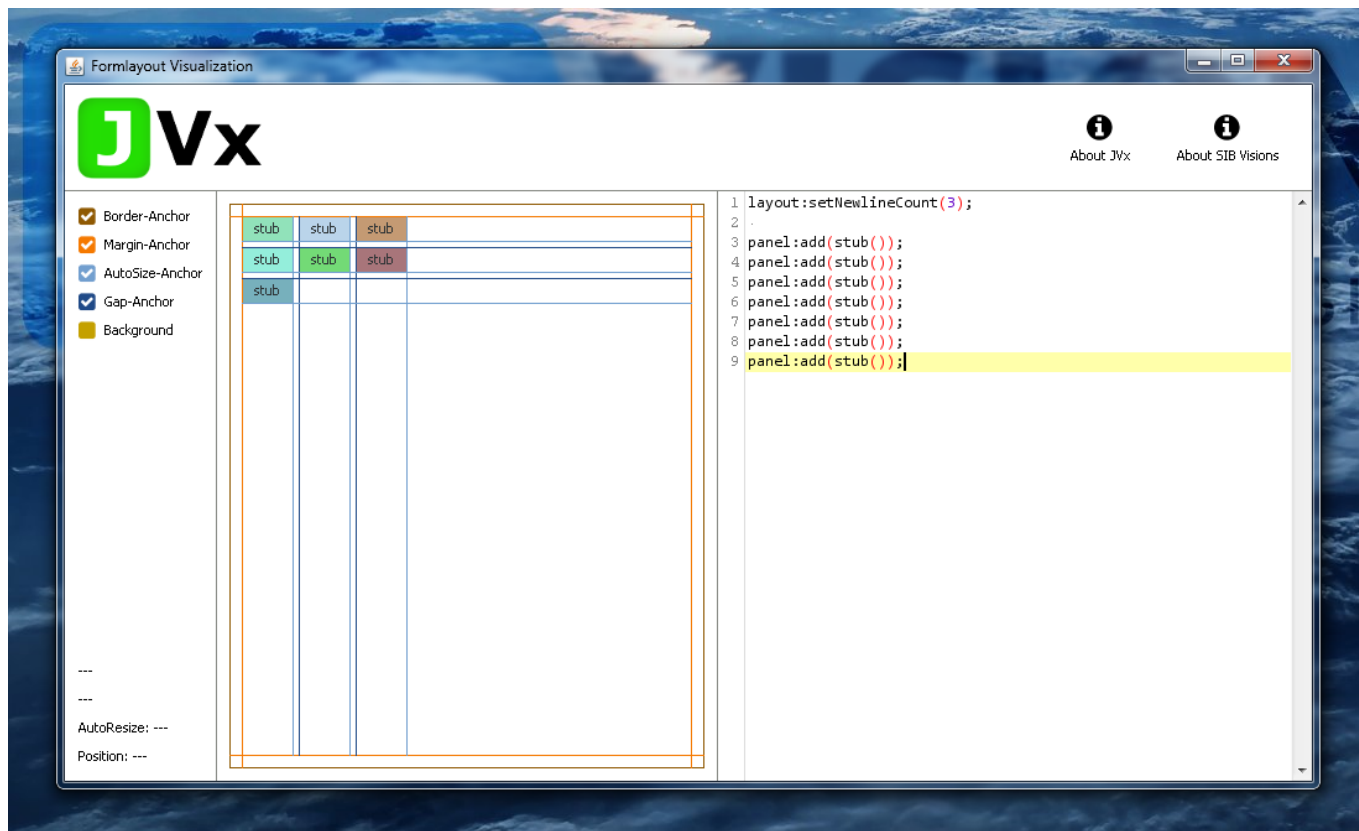 Formlayout Visualization
JVx
About JVx
About SIB Visions
Border-Anchor
Margin-Anchor
AutoSize-Anchor
Gap-Anchor
Background
---
---
AutoResize: ---
Position: ---
stub stub stub
stub stub stub
stub
1 layout:setNewlineCount(3);
2
3 panel:add(stub());
4 panel:add(stub());
5 panel:add(stub());
6 panel:add(stub());
7 panel:add(stub());
8 panel:add(stub());
9 panel:add(stub());